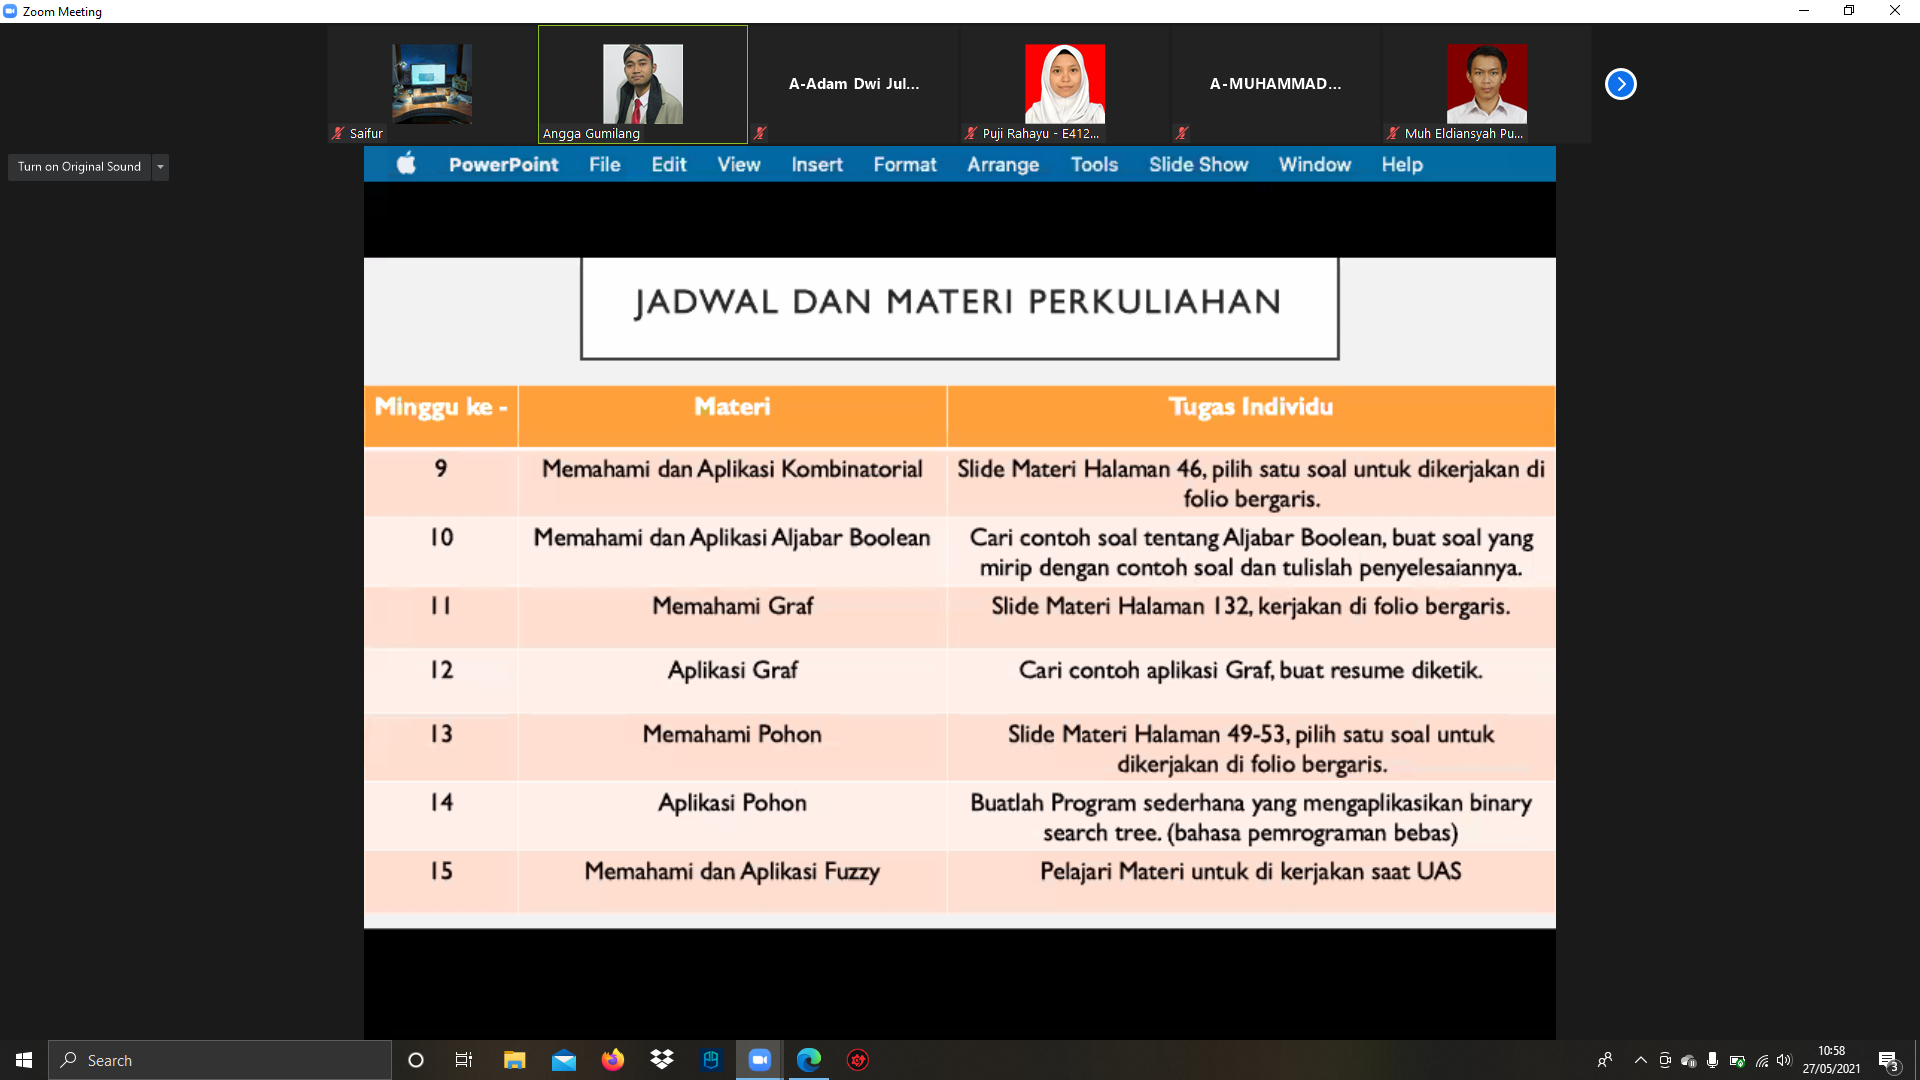 Zoom Meeting
Saifur
Angga Gumilang
A-Adam Dwi Jul...
Puji Rahayu - E412...
A-MUHAMMAD...
Muh Eldiansyah Pu...
Turn on Original Sound
PowerPoint File Edit View Insert Format Arrange Tools Slide Show Window Help
JADWAL DAN MATERI PERKULIAHAN
Minggu ke - Materi Tugas Individu
9 Memahami dan Aplikasi Kombinatorial Slide Materi Halaman 46, pilih satu soal untuk dikerjakan di
folio bergaris.
10 Memahami dan Aplikasi Aljabar Boolean Cari contoh soal tentang Aljabar Boolean, buat soal yang
mirip dengan contoh soal dan tulislah penyelesaiannya.
11 Memahami Graf Slide Materi Halaman 132, kerjakan di folio bergaris.
12 Aplikasi Graf Cari contoh aplikasi Graf, buat resume diketik.
13 Memahami Pohon Slide Materi Halaman 49-53, pilih satu soal untuk
dikerjakan di folio bergaris.
14 Aplikasi Pohon Buatlah Program sederhana yang mengaplikasikan binary
search tree. (bahasa pemrograman bebas)
15 Memahami dan Aplikasi Fuzzy Pelajari Materi untuk di kerjakan saat UAS
Search
10:58
27/05/2021
3